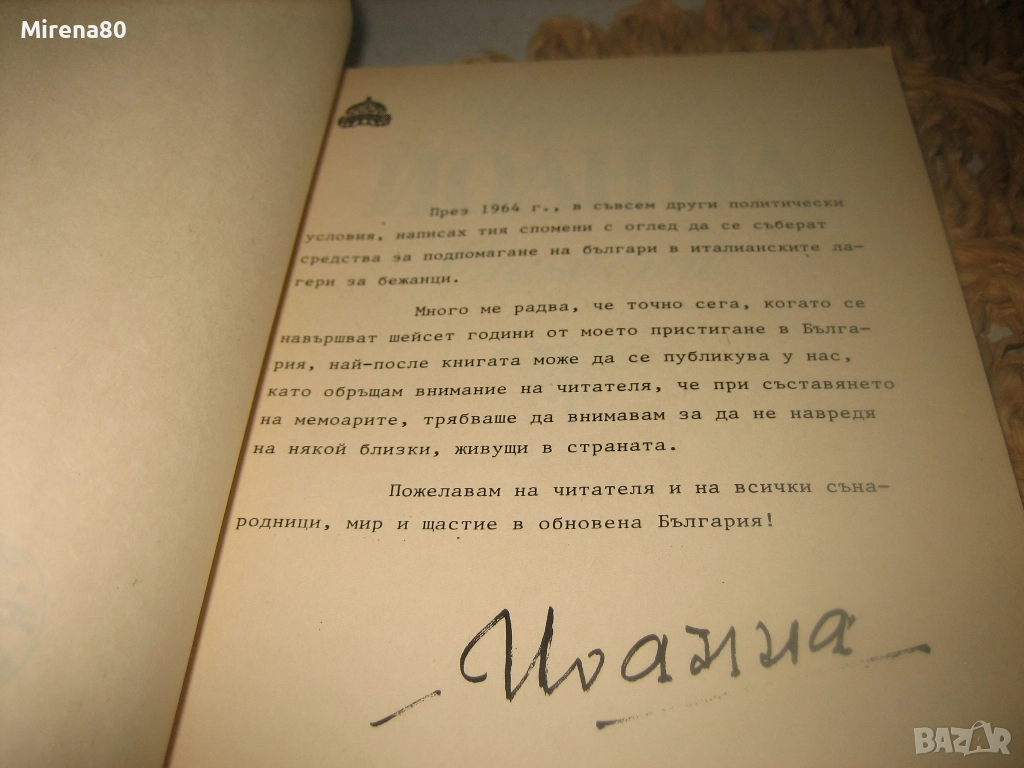 Mirena80
През 1964 г., в съвсем други политически
условия, написах тия спомени с оглед да се съберат
средства за подпомагане на българи в италианските ла-
гери за бежанци.
Много ме радва, че точно сега, когато се
навършват шейсет години от моето пристигане в Бълга-
рия, най-после книгата може да се публикува у нас,
като обръщам внимание на читателя, че при съставянето
на мемоарите, трябваше да внимавам за да не навредя
на някой близки, живущи в страната.
Пожелавам на читателя и на всички съна-
родници, мир и щастие в обновена България!
Иоанна
BAZAR